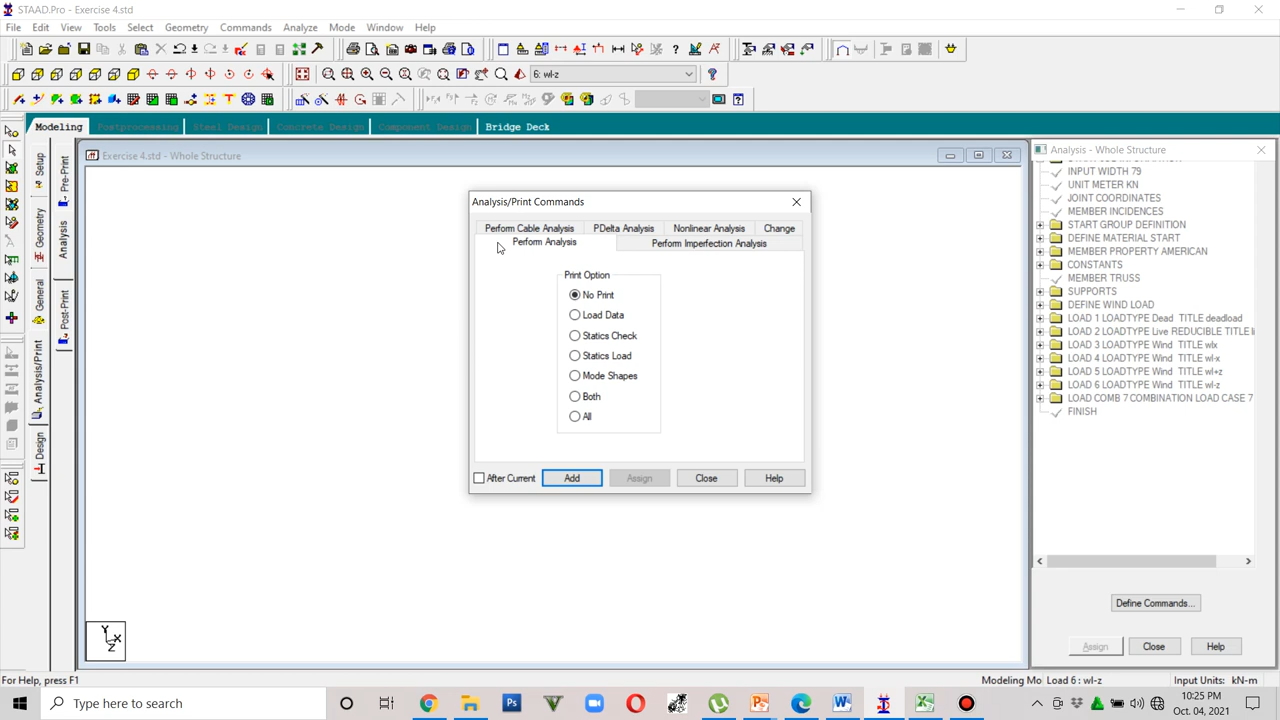 STAAD.Pro - Exercise 4.std
File Edit View Tools Select Geometry Commands Analyze Mode Window Help
6: wl-z
Modeling Postprocessing Steel Design Concrete Design Component Design Bridge Deck
Setup
Geometry
General
Analysis/Print
Design
Pre-Print
Analysis
Post-Print
Exercise 4.std - Whole Structure
Analysis/Print Commands
Perform Cable Analysis PDelta Analysis Nonlinear Analysis Change
Perform Analysis Perform Imperfection Analysis
Print Option
No Print
Load Data
Statics Check
Statics Load
Mode Shapes
Both
All
After Current Add Assign Close Help
Y
X
Z
Analysis - Whole Structure
INPUT WIDTH 79
UNIT METER KN
JOINT COORDINATES
MEMBER INCIDENCES
START GROUP DEFINITION
DEFINE MATERIAL START
MEMBER PROPERTY AMERICAN
CONSTANTS
MEMBER TRUSS
SUPPORTS
DEFINE WIND LOAD
LOAD 1 LOADTYPE Dead TITLE deadload
LOAD 2 LOADTYPE Live REDUCIBLE TITLE li
LOAD 3 LOADTYPE Wind TITLE wlx
LOAD 4 LOADTYPE Wind TITLE wl-x
LOAD 5 LOADTYPE Wind TITLE wl+z
LOAD 6 LOADTYPE Wind TITLE wl-z
LOAD COMB 7 COMBINATION LOAD CASE 7
FINISH
Define Commands...
Assign Close Help
For Help, press F1
Modeling Mo Load 6 : wl-z Input Units: kN-m
Type here to search
10:25 PM
Oct. 04, 2021